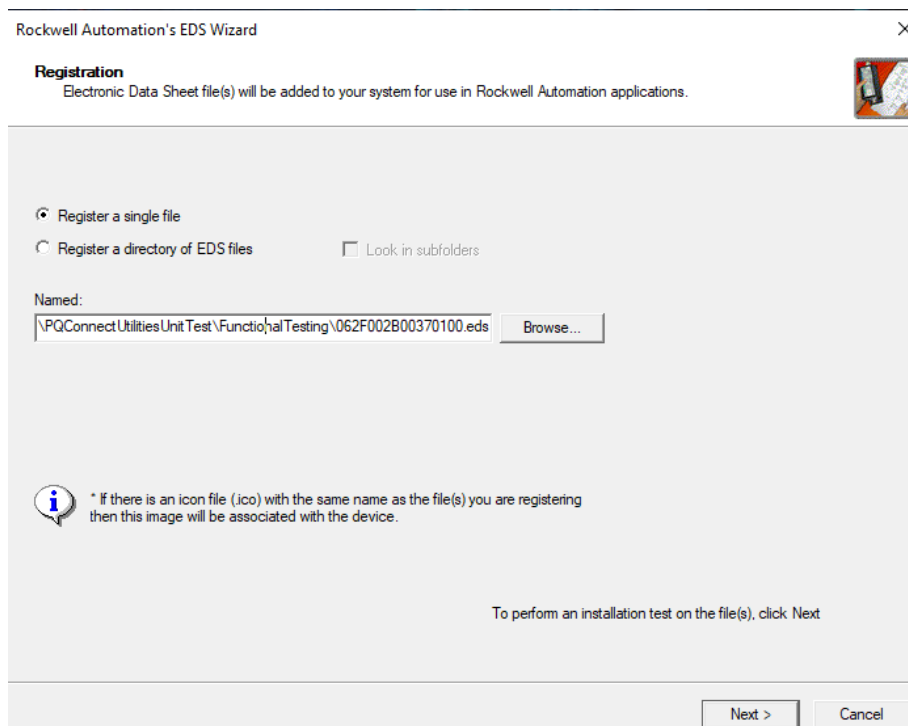 Rockwell Automation's EDS Wizard
Registration
Electronic Data Sheet file(s) will be added to your system for use in Rockwell Automation applications.
Register a single file
Register a directory of EDS files
Look in subfolders
Named:
\PQConnectUtilitiesUnitTest\FunctionalTesting\062F002B00370100.eds
Browse...
* If there is an icon file (.ico) with the same name as the file(s) you are registering
then this image will be associated with the device.
To perform an installation test on the file(s), click Next
Next >
Cancel